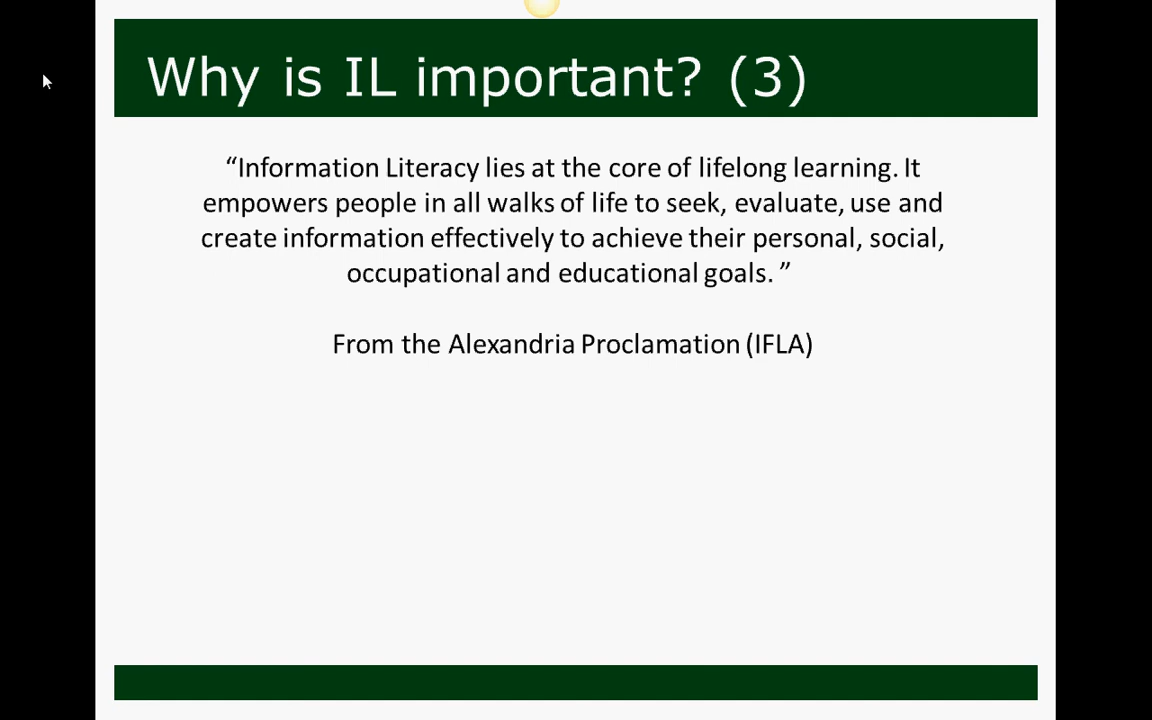 Why is IL important? (3)
“Information Literacy lies at the core of lifelong learning. It
empowers people in all walks of life to seek, evaluate, use and
create information effectively to achieve their personal, social,
occupational and educational goals. ”
From the Alexandria Proclamation (IFLA)